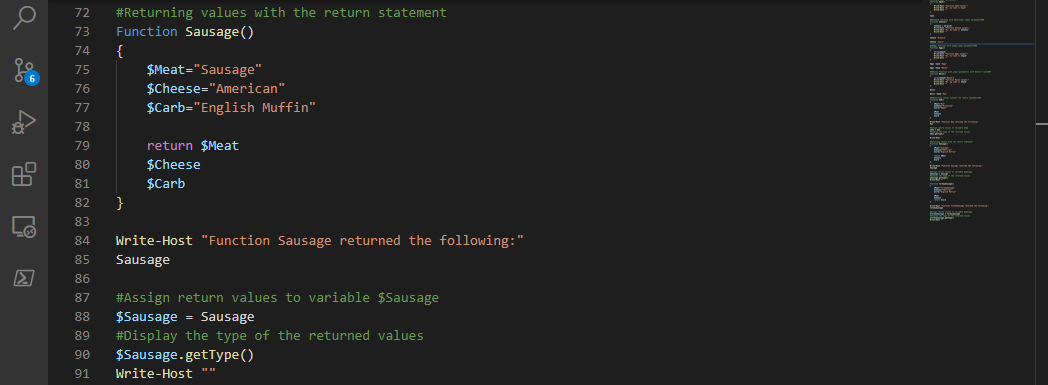 72 #Returning values with the return statement
73 Function Sausage()
74 {
75 $Meat="Sausage"
76 $Cheese="American"
77 $Carb="English Muffin"
78
79 return $Meat
80 $Cheese
81 $Carb
82 }
83
84 Write-Host "Function Sausage returned the following:"
85 Sausage
86
87 #Assign return values to variable $Sausage
88 $Sausage = Sausage
89 #Display the type of the returned values
90 $Sausage.getType()
91 Write-Host ""
6